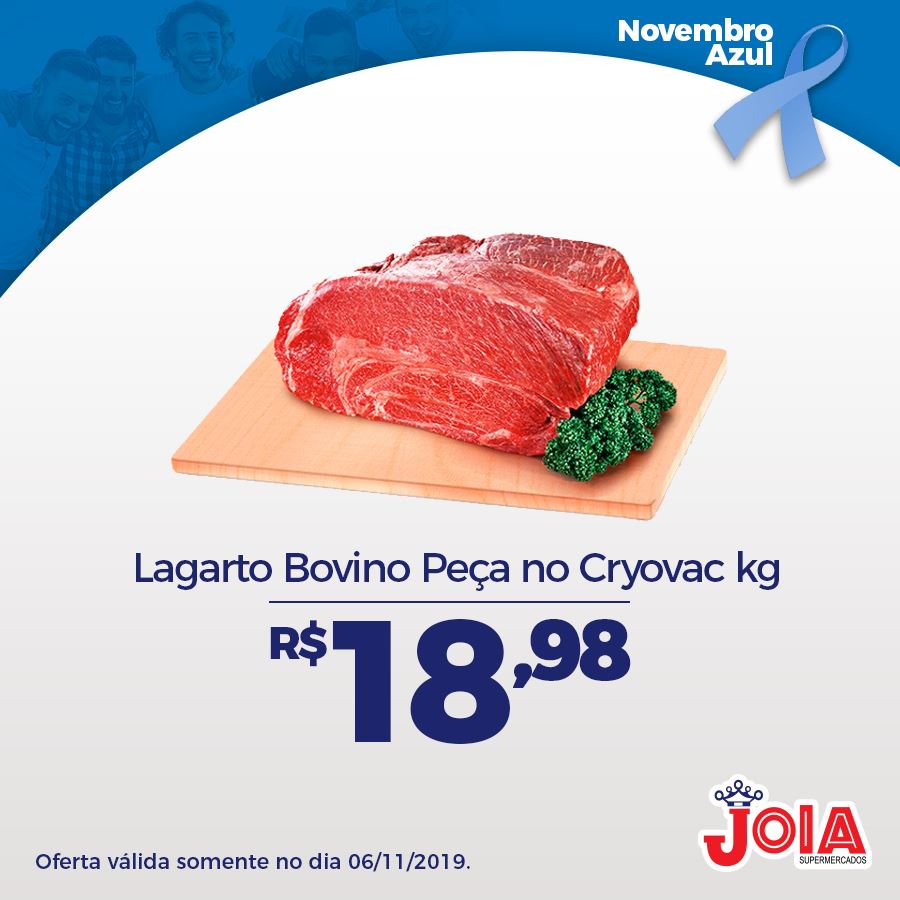 Novembro
Azul
Lagarto Bovino Peça no Cryovac kg
R$18,98
JOIA
SUPERMERCADOS
Oferta válida somente no dia 06/11/2019.